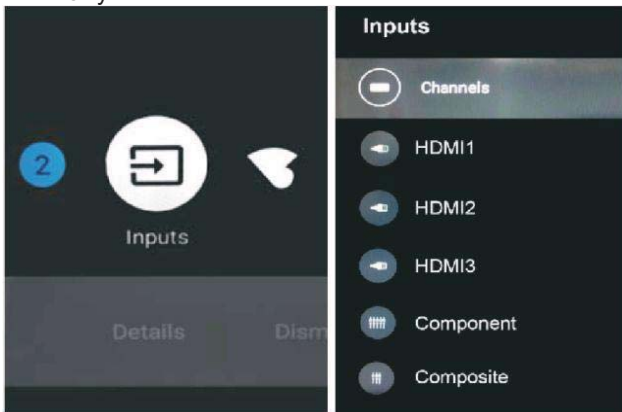 2
Inputs
Details
Dism
Inputs
Channels
HDMI1
HDMI2
HDMI3
Component
Composite